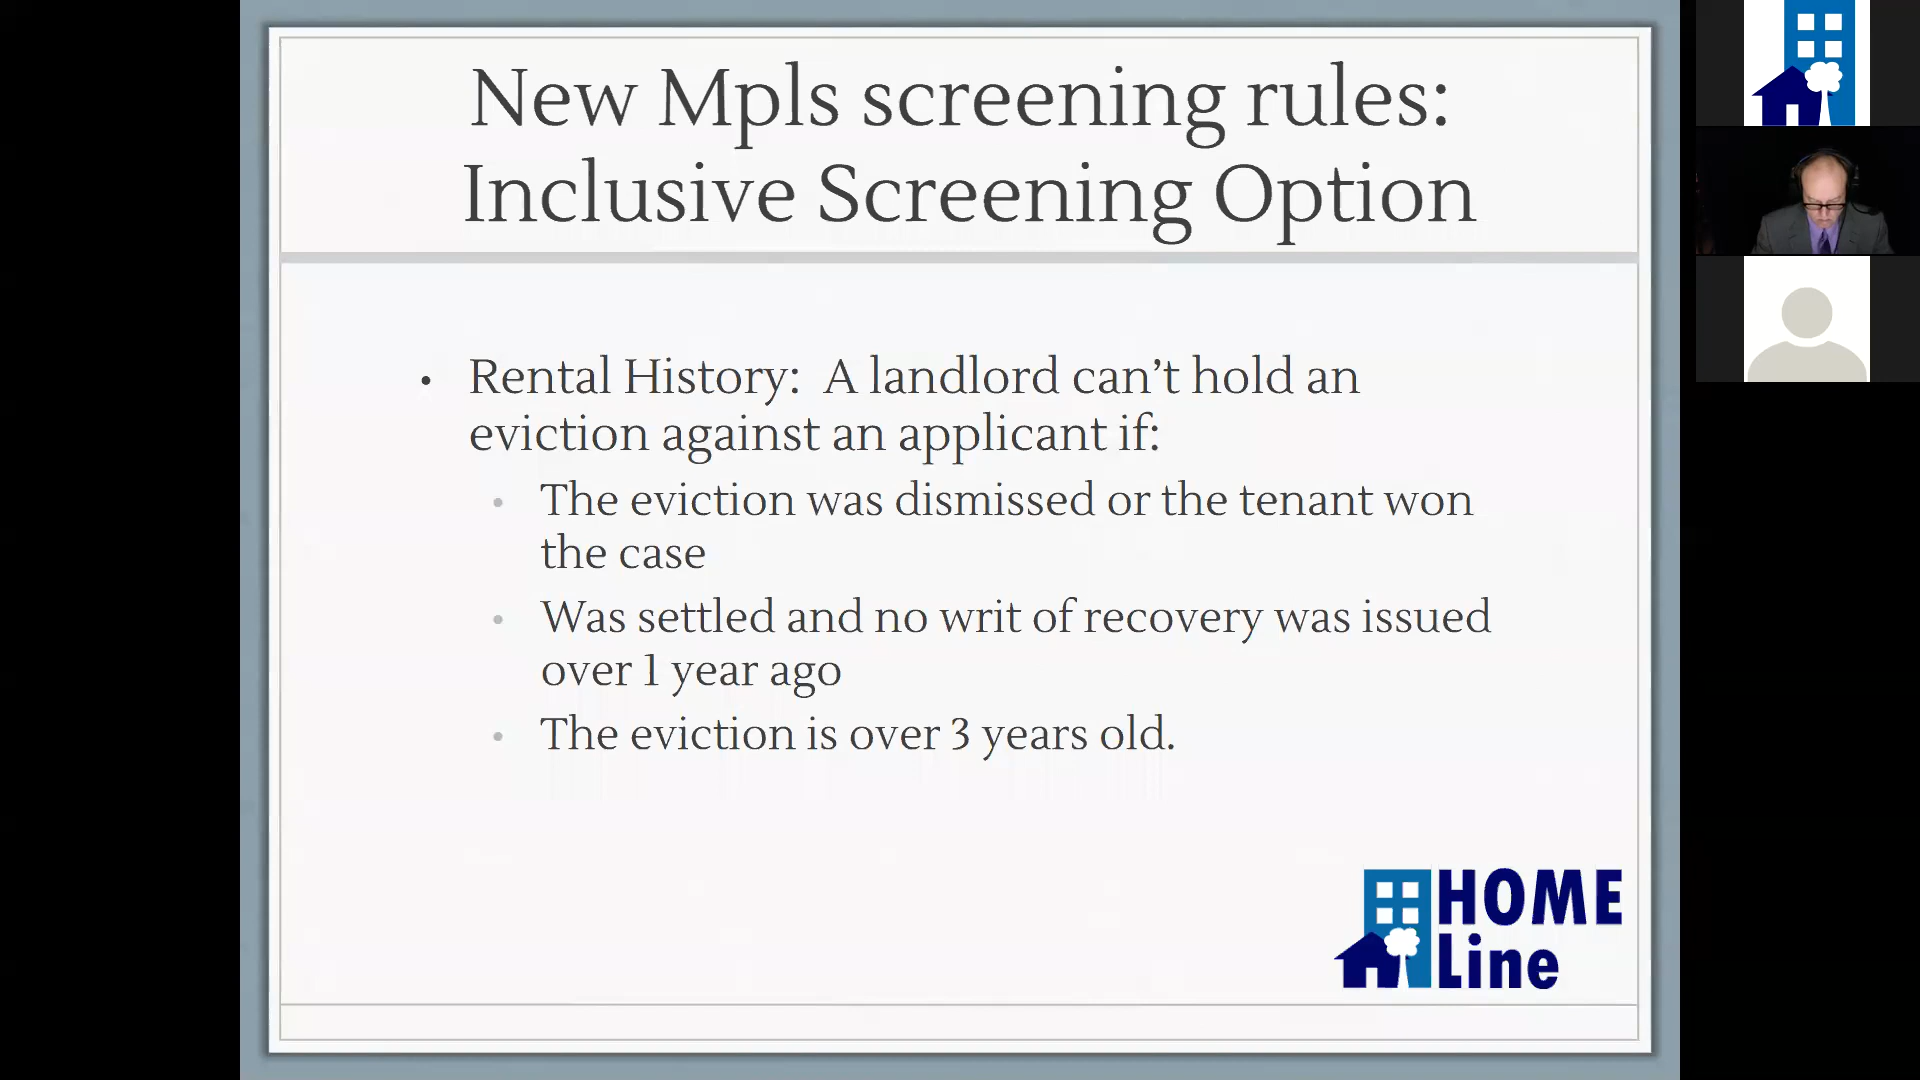 New Mpls screening rules:
Inclusive Screening Option
• Rental History:  A landlord can’t hold an
eviction against an applicant if:
• The eviction was dismissed or the tenant won
the case
• Was settled and no writ of recovery was issued
over 1 year ago
• The eviction is over 3 years old.
HOME
Line